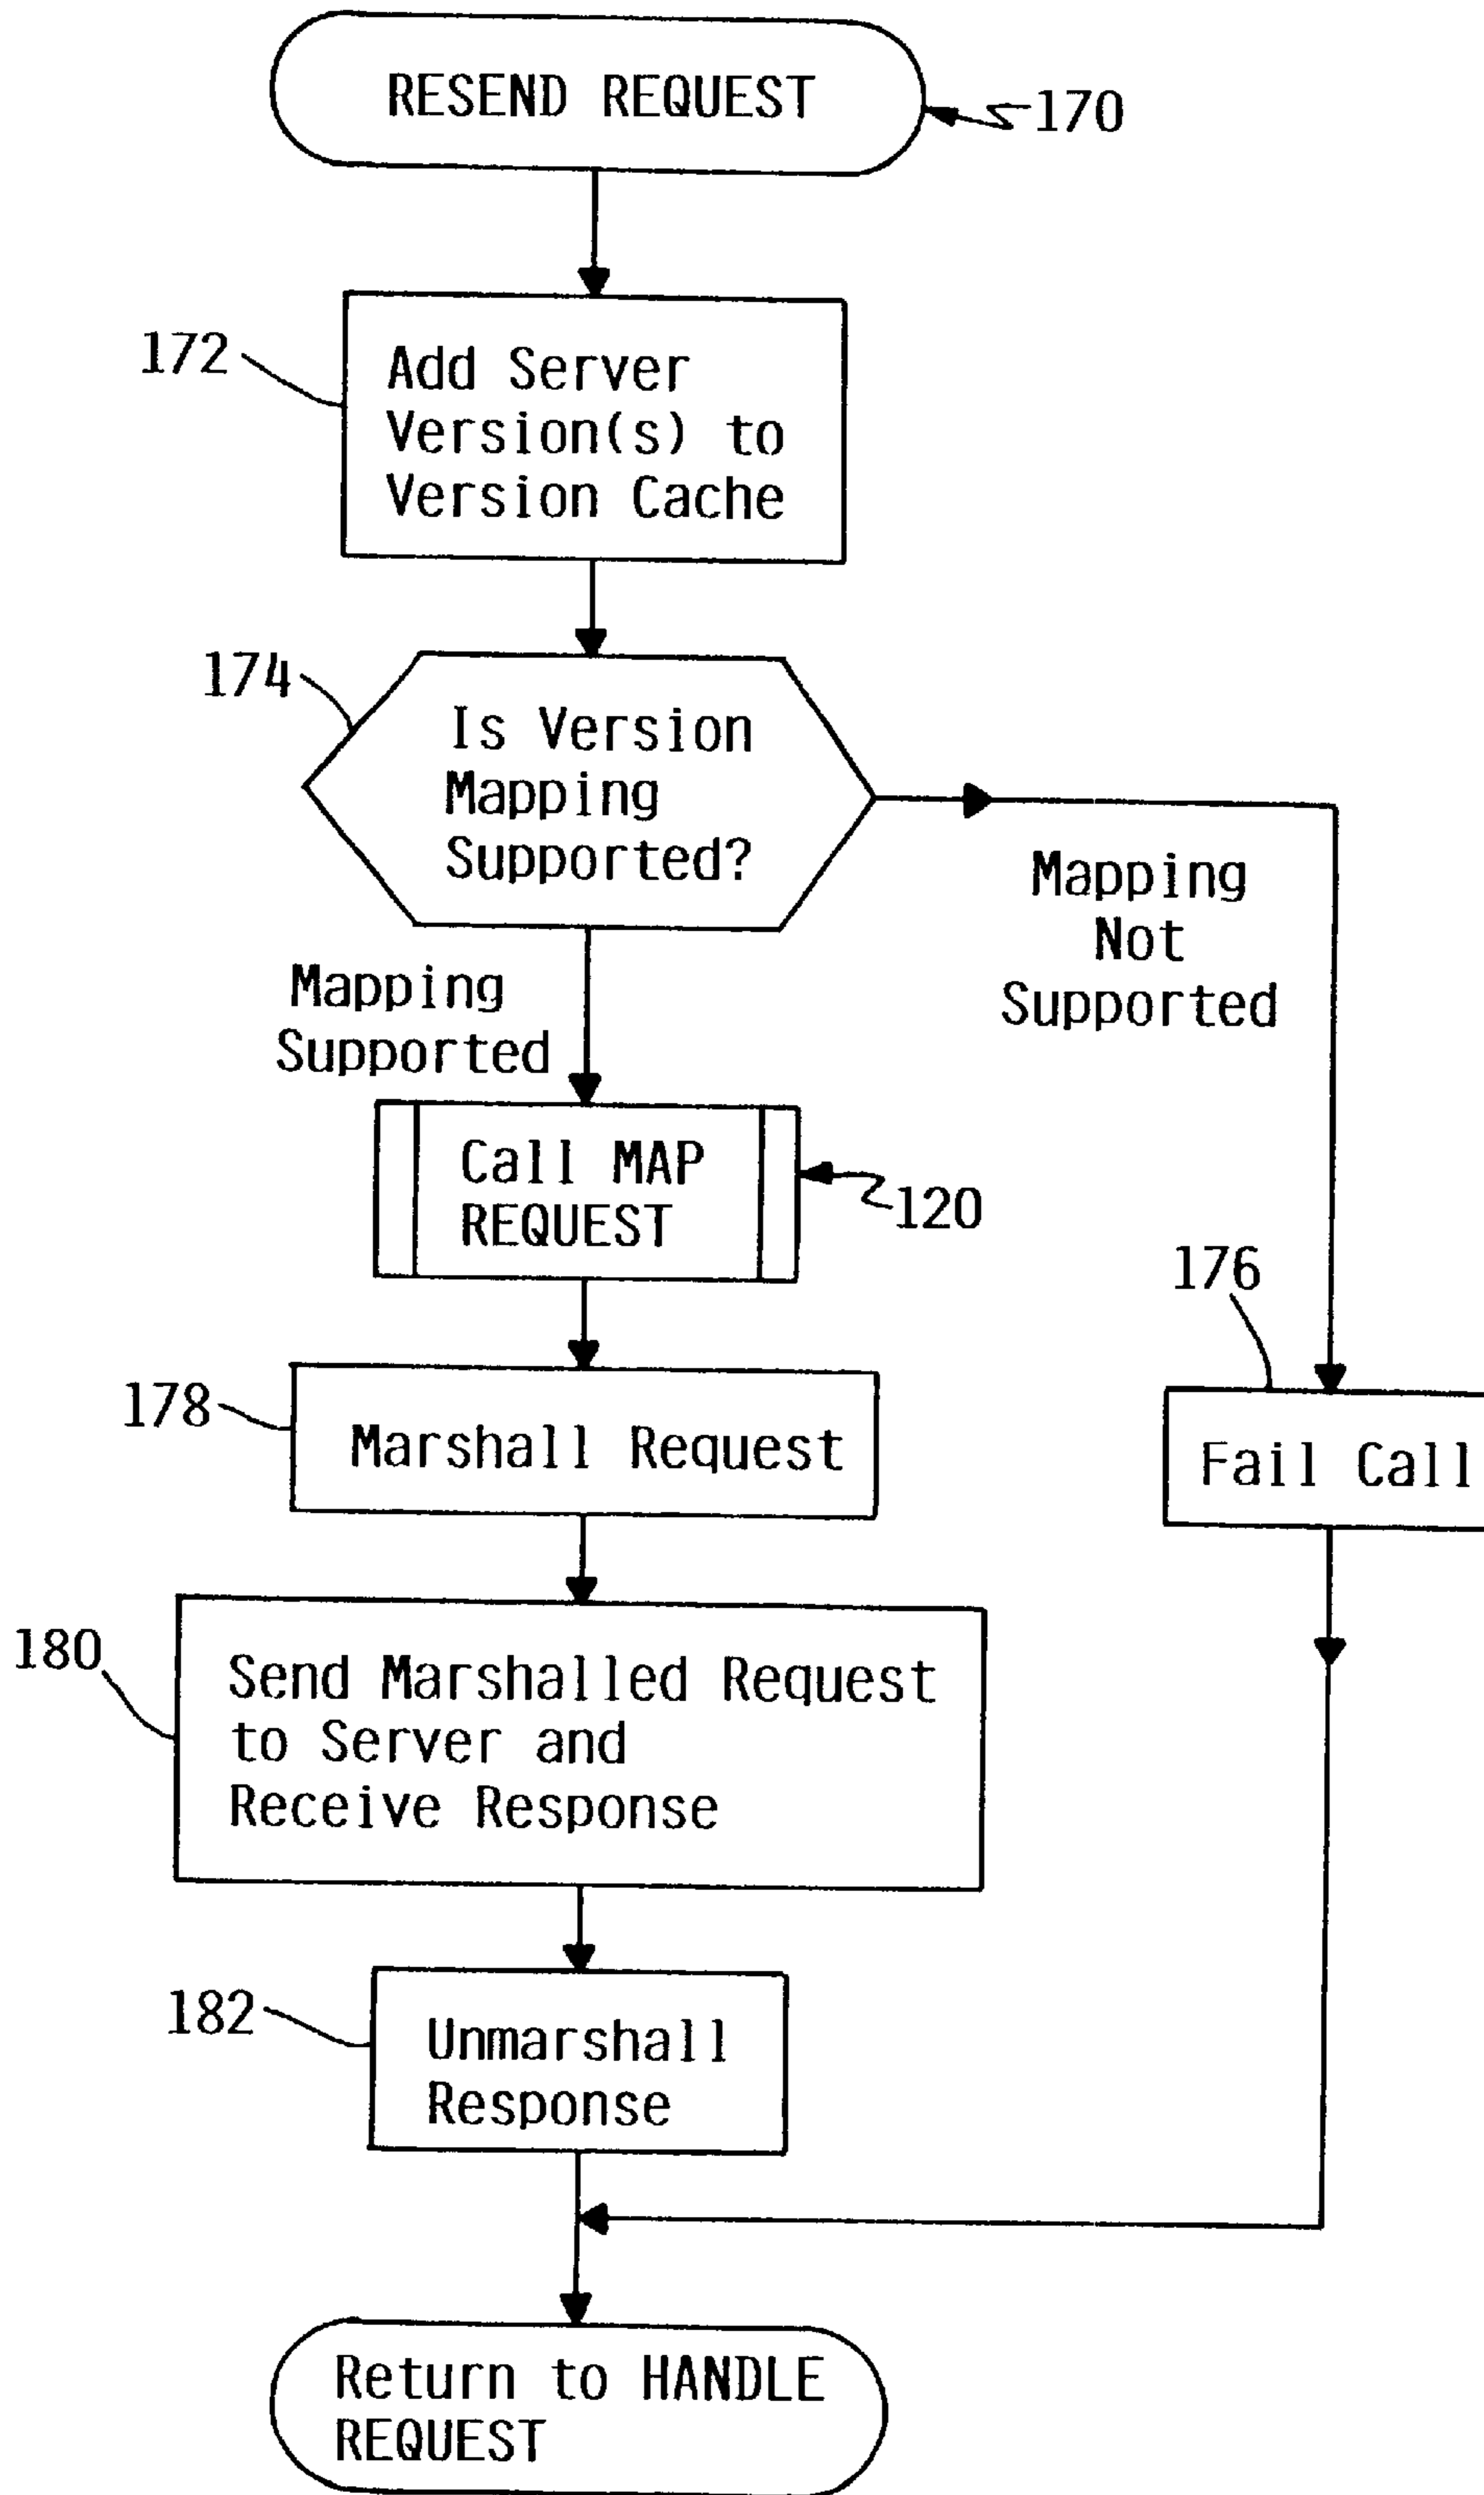 RESEND REQUEST
170
172
Add Server
Version(s) to
Version Cache
174
Is Version
Mapping
Supported?
Mapping
Not
Supported
Mapping
Supported
Call MAP
REQUEST
120
176
178
Marshall Request
Fail Call
180
Send Marshalled Request
to Server and
Receive Response
182
Unmarshall
Response
Return to HANDLE
REQUEST